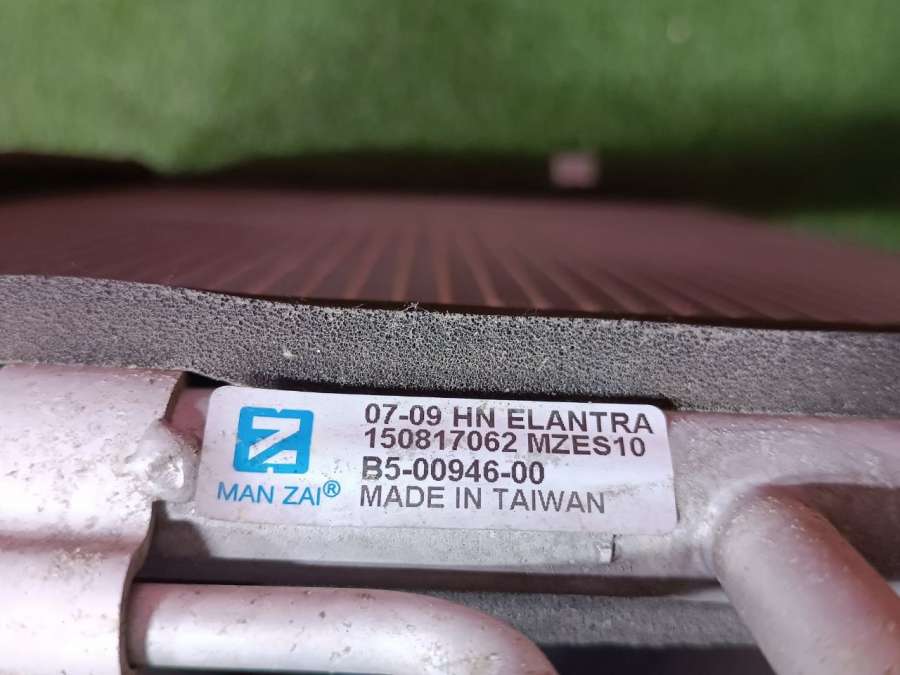 07-09 HN ELANTRA
150817062 MZES10
B5-00946-00
MADE IN TAIWAN
MAN ZAI®